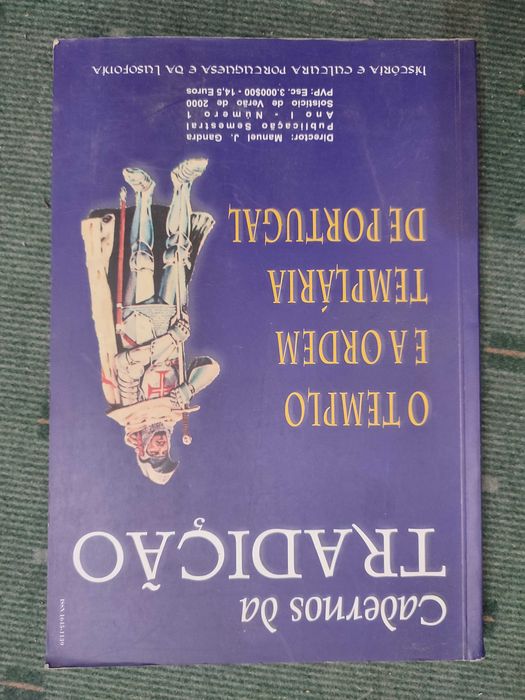 Cadernos da
TRADIÇÃO
O TEMPLO
E A ORDEM
TEMPLÁRIA
DE PORTUGAL
Director: Manuel J. Gandra
Publicação Semestral
Ano I - Número 1
Solstício de Verão de 2000
PVP: Esc. 3.000$00 - 14,5 Euros
HISTÓRIA E CULTURA PORTUGUESA E DA LUSOFONIA